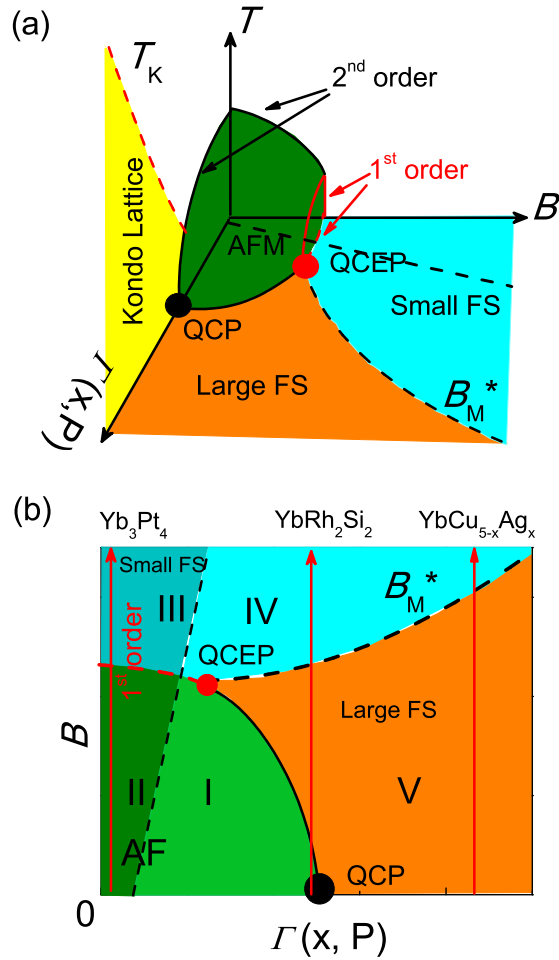 (a)
T
T_K
2nd order
1st order
Kondo Lattice
B
AFM
QCEP
Small FS
QCP
Large FS
B_M*
Γ(x,P)
(b)
Yb3Pt4
YbRh2Si2
YbCu5-xAgx
Small FS
III
IV
B_M*
1st order
QCEP
Large FS
B
II
I
V
AF
QCP
0
Γ(x, P)